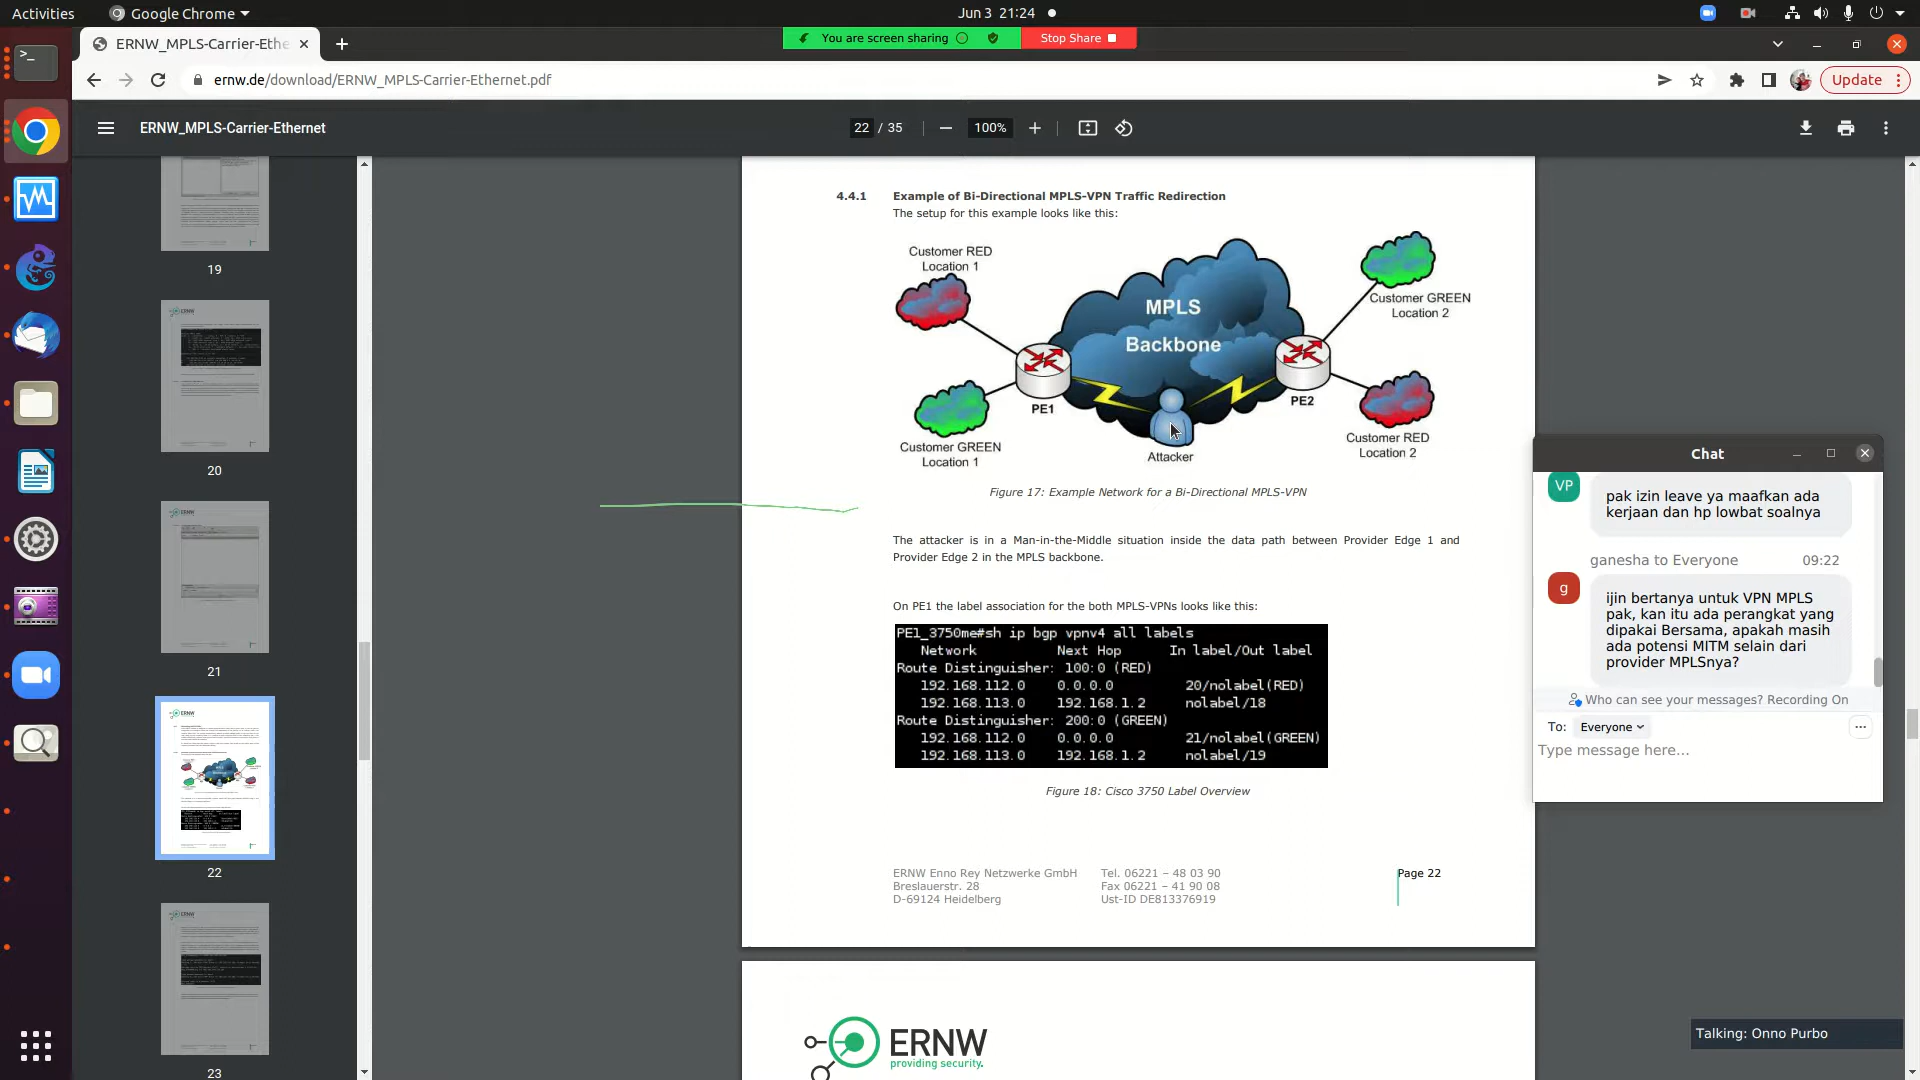 Activities
Google Chrome
Jun 3 21:24
ERNW_MPLS-Carrier-Ethe
You are screen sharing
Stop Share
ernw.de/download/ERNW_MPLS-Carrier-Ethernet.pdf
Update
ERNW_MPLS-Carrier-Ethernet
22 / 35
100%
19
20
21
22
23
4.4.1 Example of Bi-Directional MPLS-VPN Traffic Redirection
The setup for this example looks like this:
Customer RED
Location 1
MPLS
Backbone
Customer GREEN
Location 2
PE1
PE2
Customer GREEN
Location 1
Attacker
Customer RED
Location 2
Figure 17: Example Network for a Bi-Directional MPLS-VPN
The attacker is in a Man-in-the-Middle situation inside the data path between Provider Edge 1 and
Provider Edge 2 in the MPLS backbone.
On PE1 the label association for the both MPLS-VPNs looks like this:
PE1_3750me#sh ip bgp vpnv4 all labels
Network Next Hop In label/Out label
Route Distinguisher: 100:0 (RED)
192.168.112.0 0.0.0.0 20/nolabel(RED)
192.168.113.0 192.168.1.2 nolabel/18
Route Distinguisher: 200:0 (GREEN)
192.168.112.0 0.0.0.0 21/nolabel(GREEN)
192.168.113.0 192.168.1.2 nolabel/19
Figure 18: Cisco 3750 Label Overview
ERNW Enno Rey Netzwerke GmbH Tel. 06221 – 48 03 90 Page 22
Breslauerstr. 28 Fax 06221 – 41 90 08
D-69124 Heidelberg Ust-ID DE813376919
ERNW
providing security.
Chat
VP
pak izin leave ya maafkan ada
kerjaan dan hp lowbat soalnya
ganesha to Everyone 09:22
g
ijin bertanya untuk VPN MPLS
pak, kan itu ada perangkat yang
dipakai Bersama, apakah masih
ada potensi MITM selain dari
provider MPLSnya?
Who can see your messages? Recording On
To: Everyone
Type message here...
Talking: Onno Purbo